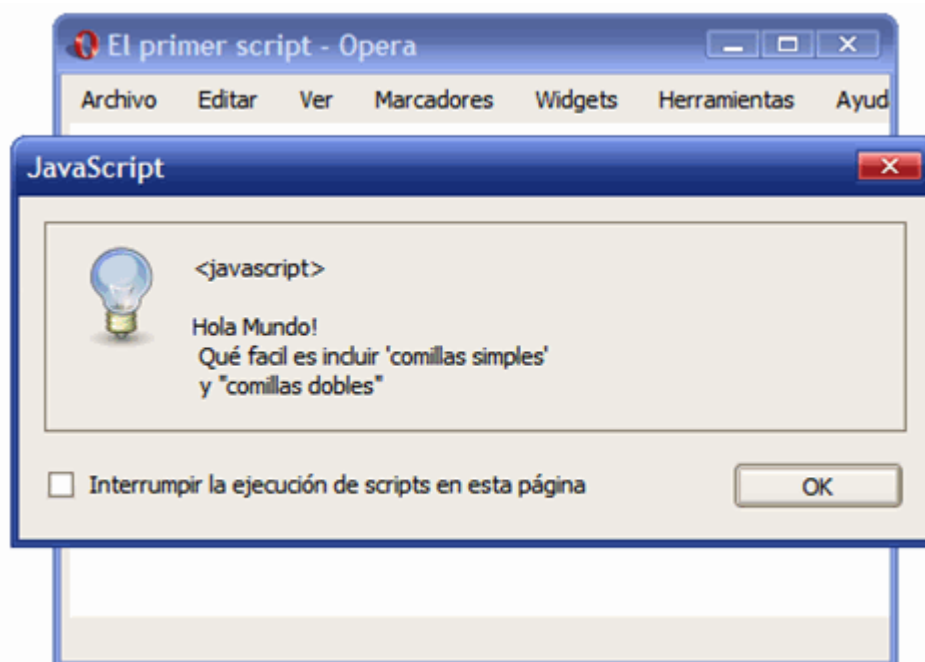 El primer script - Opera
Archivo Editar Ver Marcadores Widgets Herramientas Ayud
JavaScript
<javascript>
Hola Mundo!
Qué facil es incluir 'comillas simples'
y "comillas dobles"
Interrumpir la ejecución de scripts en esta página
OK